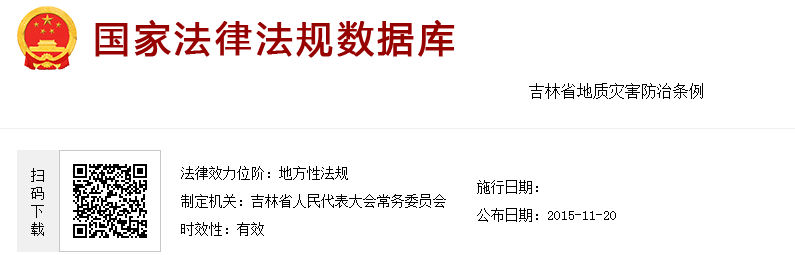 国家法律法规数据库
吉林省地质灾害防治条例
扫码下载
法律效力位阶：地方性法规
制定机关：吉林省人民代表大会常务委员会
时效性：有效
施行日期：
公布日期：2015-11-20